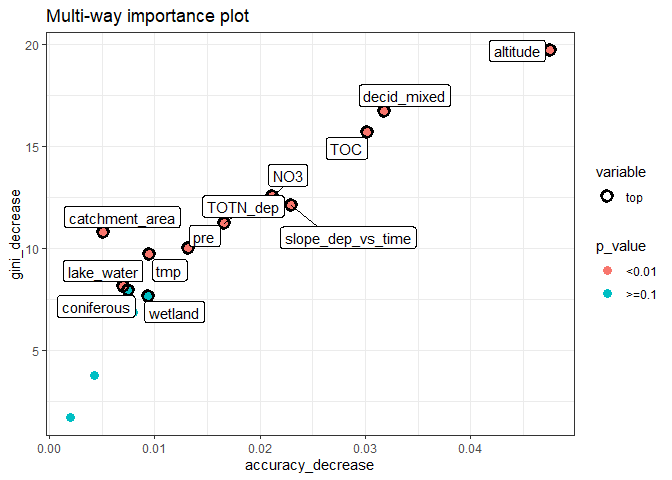 Multi-way importance plot
20
15
10
5
gini_decrease
altitude
decid_mixed
TOC
NO3
TOTN_dep
slope_dep_vs_time
catchment_area
pre
tmp
lake_water
coniferous
wetland
0.00
0.01
0.02
0.03
0.04
accuracy_decrease
variable
top
p_value
<0.01
>=0.1